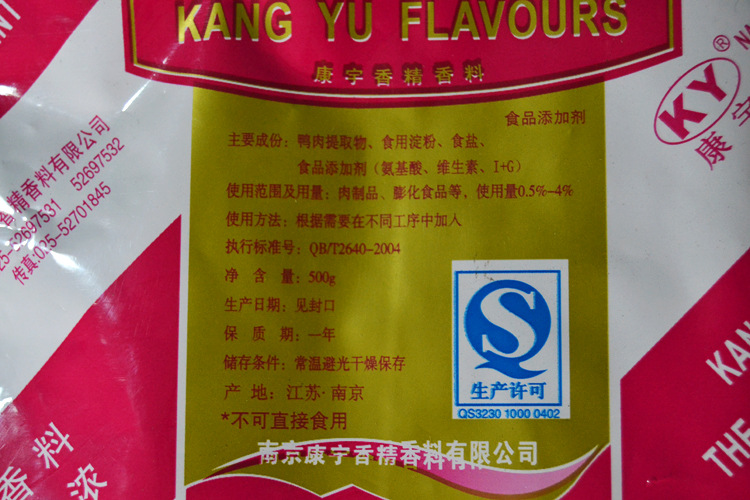 KANG YU FLAVOURS
康宇香精香料
食品添加剂
主要成份：鸭肉提取物、食用淀粉、食盐、
食品添加剂（氨基酸、维生素、I+G）
使用范围及用量：肉制品、膨化食品等，使用量0.5%-4%
使用方法：根据需要在不同工序中加入
执行标准号：QB/T2640-2004
净含量：500g
生产日期：见封口
保质期：一年
储存条件：常温避光干燥保存
产地：江苏·南京
*不可直接食用
生产许可
QS3230 1000 0402
南京康宇香精香料有限公司
KY
®
康宇
香精香料有限公司
52697531 52697532
传真:025-52701845
香料
浓
KAN
THE